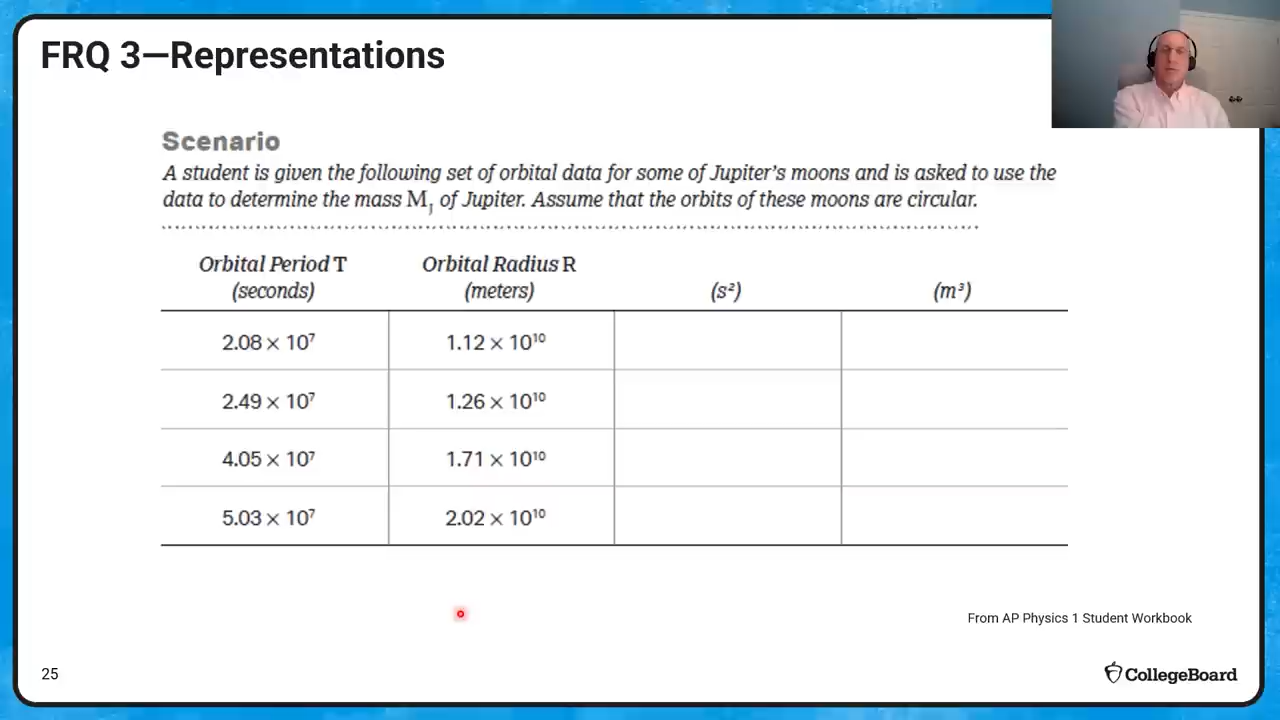 FRQ 3—Representations
Scenario
A student is given the following set of orbital data for some of Jupiter's moons and is asked to use the
data to determine the mass Mⱼ of Jupiter. Assume that the orbits of these moons are circular.
Orbital Period T Orbital Radius R
(seconds) (meters) (s²) (m³)
2.08 × 10⁷ 1.12 × 10¹⁰
2.49 × 10⁷ 1.26 × 10¹⁰
4.05 × 10⁷ 1.71 × 10¹⁰
5.03 × 10⁷ 2.02 × 10¹⁰
From AP Physics 1 Student Workbook
25 CollegeBoard